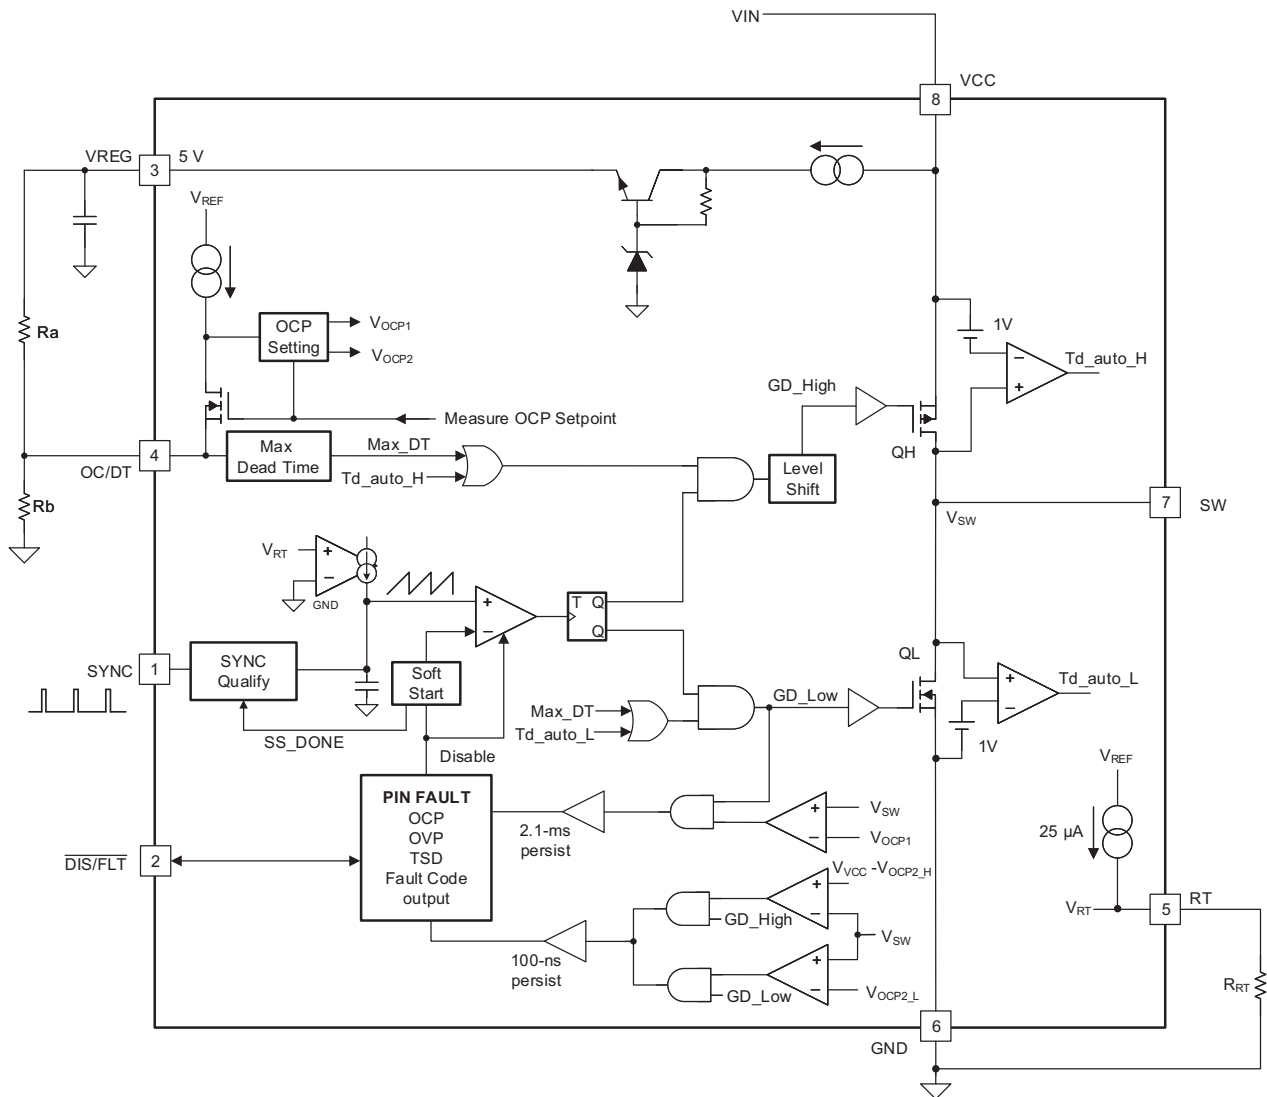 VIN
VCC
8
VREG
3
5 V
VREF
OCP
Setting
VOCP1
VOCP2
1V
Td_auto_H
Ra
GD_High
Measure OCP Setpoint
QH
OC/DT
4
Max
Dead Time
Max_DT
Td_auto_H
Level
Shift
Rb
7
SW
VSW
VRT
+
−
GND
T Q
Q
+
−
SYNC
1
SYNC
Qualify
Soft
Start
QL
Td_auto_L
+
−
1V
SS_DONE
Max_DT
Td_auto_L
GD_Low
Disable
VREF
PIN FAULT
OCP
OVP
TSD
Fault Code
output
2.1-ms
persist
+
−
VSW
VOCP1
25 µA
DIS/FLT
2
VVCC -VOCP2_H
+
−
GD_High
VSW
VRT
5
RT
100-ns
persist
+
−
GD_Low
VOCP2_L
RRT
6
GND
−
+